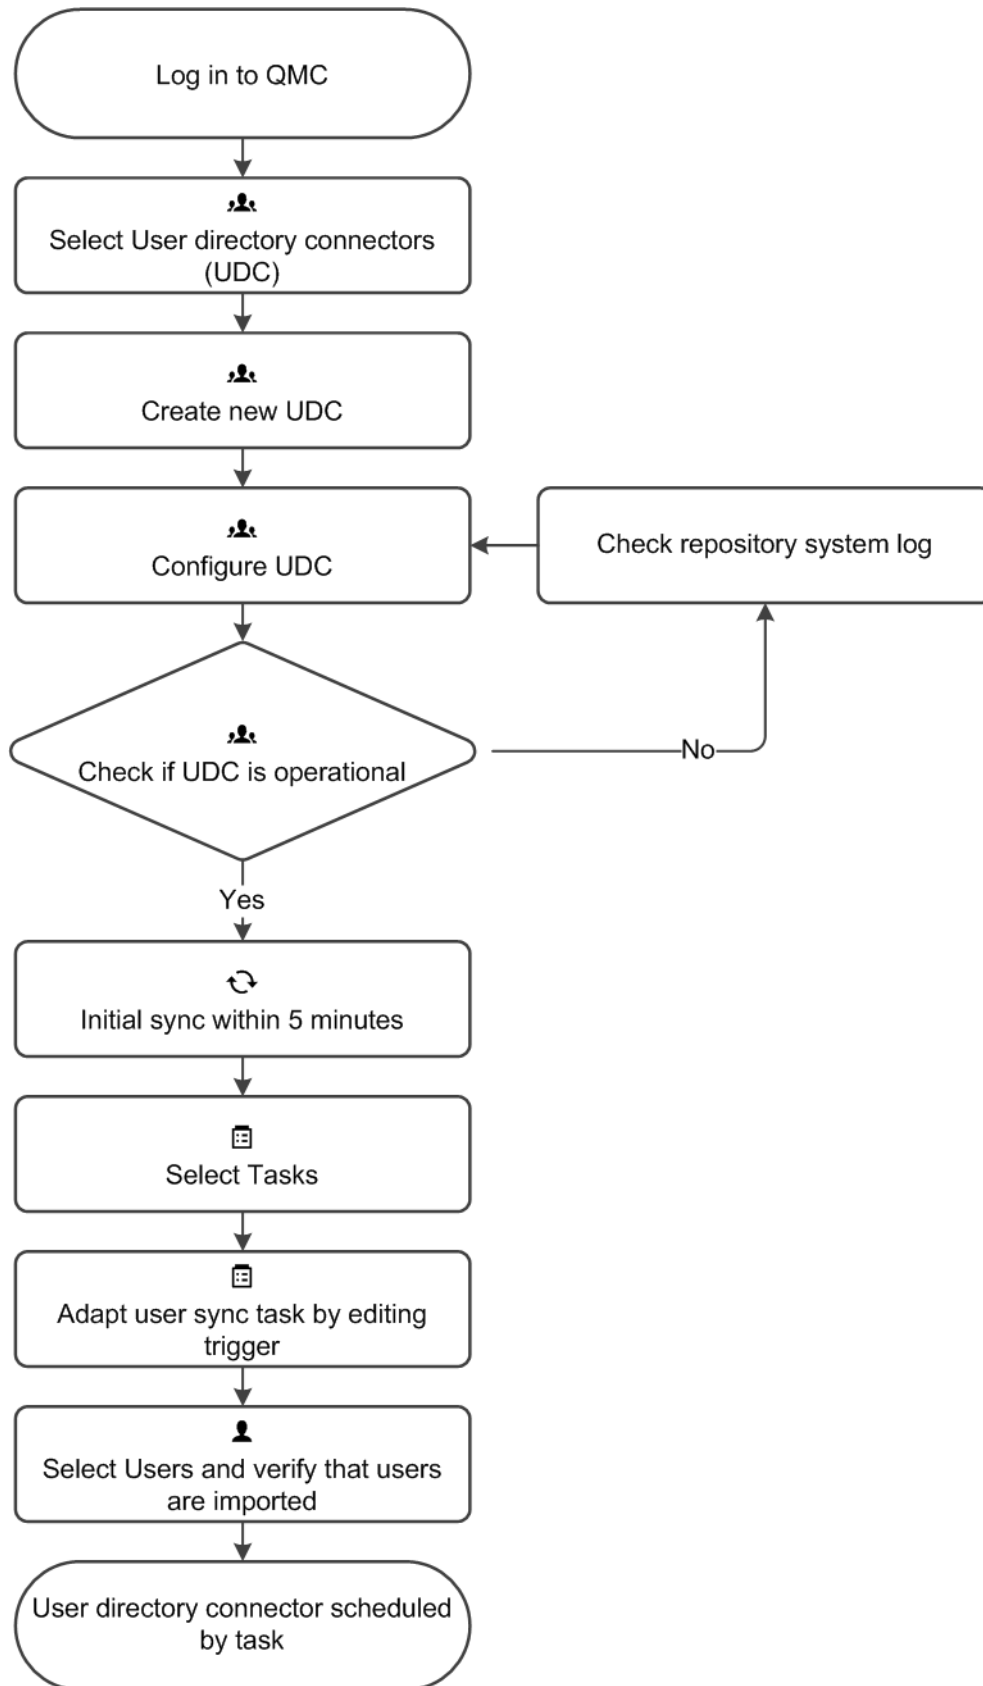 Log in to QMC
Select User directory connectors
(UDC)
Create new UDC
Configure UDC
Check repository system log
Check if UDC is operational
No
Yes
Initial sync within 5 minutes
Select Tasks
Adapt user sync task by editing
trigger
Select Users and verify that users
are imported
User directory connector scheduled
by task